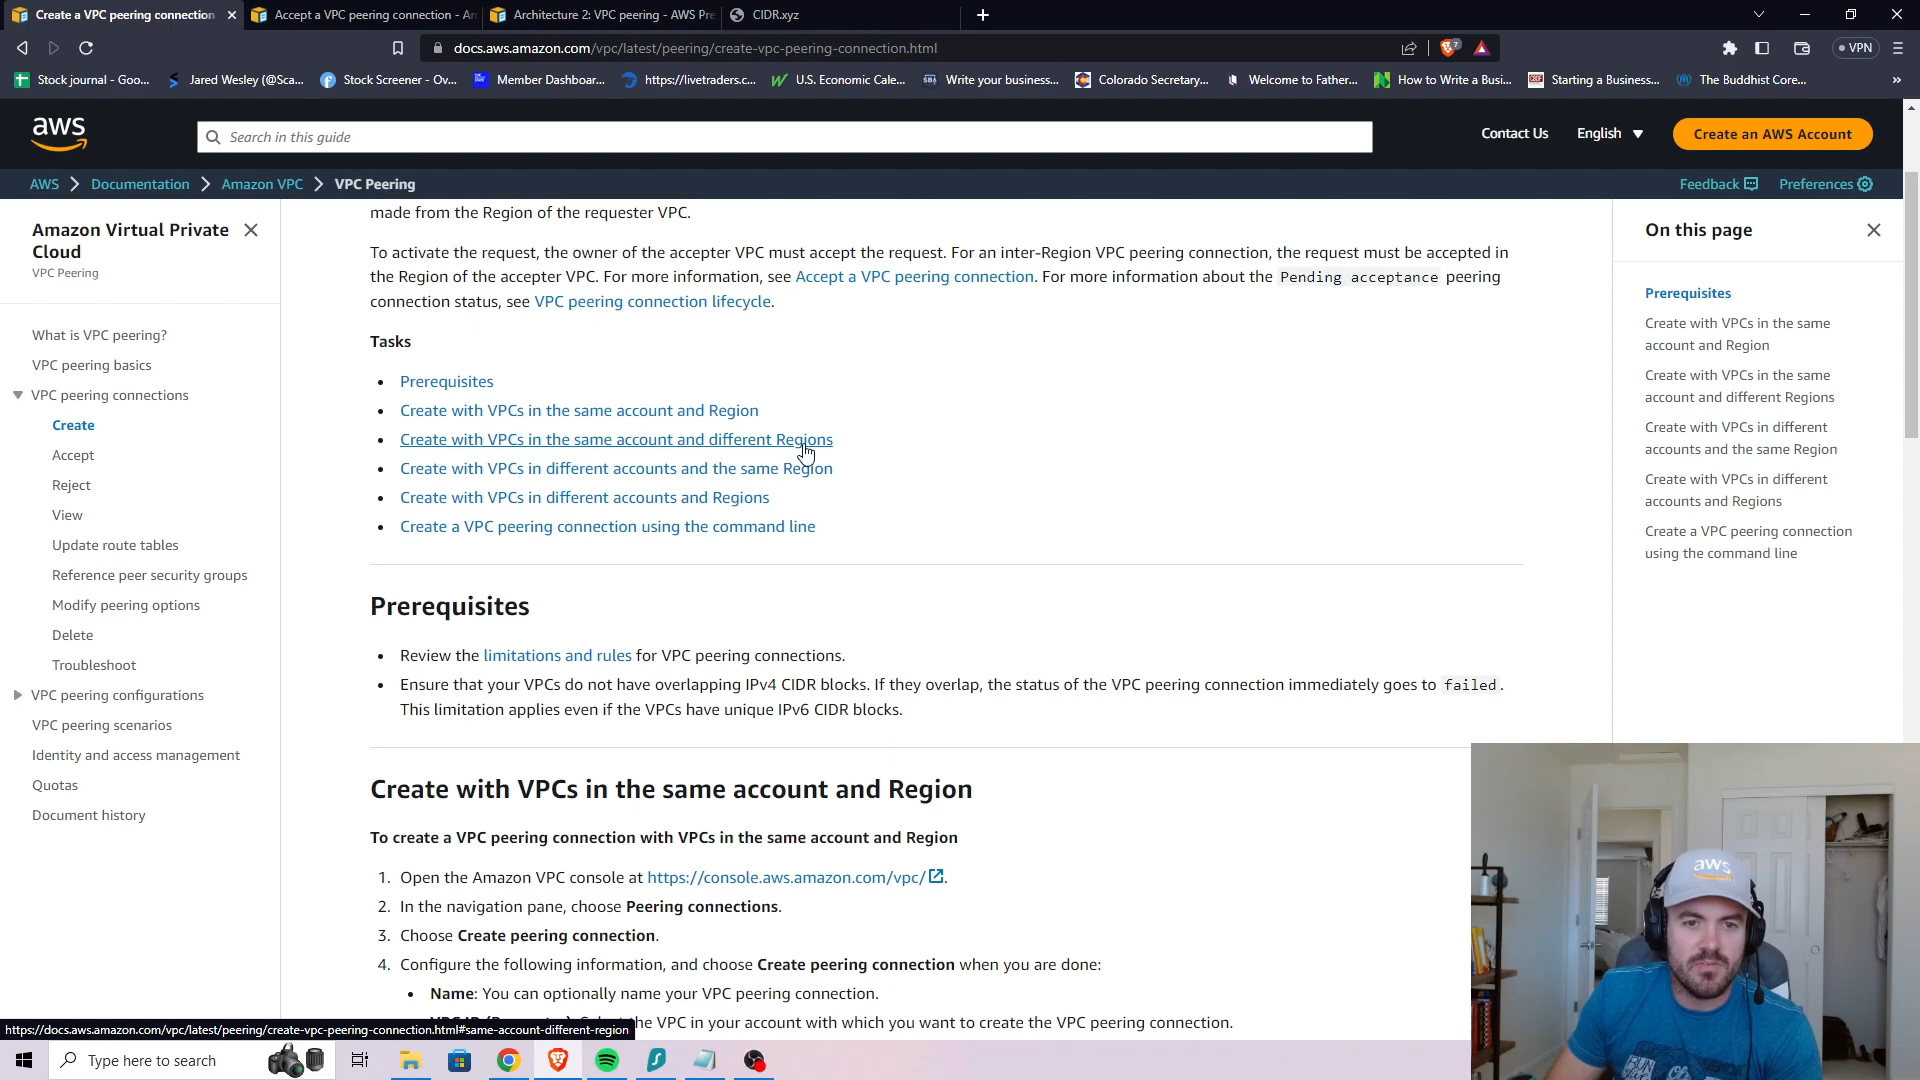 Create a VPC peering connection
Accept a VPC peering connection - Am
Architecture 2: VPC peering - AWS Pre
CIDR.xyz
docs.aws.amazon.com/vpc/latest/peering/create-vpc-peering-connection.html
7
VPN
Stock journal - Goo...
Jared Wesley (@Sca...
Stock Screener - Ov...
Member Dashboar...
https://livetraders.c...
U.S. Economic Cale...
Write your business...
Colorado Secretary...
Welcome to Father...
How to Write a Busi...
Starting a Business...
The Buddhist Core...
aws
Search in this guide
Contact Us
English
Create an AWS Account
AWS > Documentation > Amazon VPC > VPC Peering
Feedback
Preferences
Amazon Virtual Private
Cloud
VPC Peering
What is VPC peering?
VPC peering basics
VPC peering connections
Create
Accept
Reject
View
Update route tables
Reference peer security groups
Modify peering options
Delete
Troubleshoot
VPC peering configurations
VPC peering scenarios
Identity and access management
Quotas
Document history
made from the Region of the requester VPC.
To activate the request, the owner of the accepter VPC must accept the request. For an inter-Region VPC peering connection, the request must be accepted in
the Region of the accepter VPC. For more information, see Accept a VPC peering connection. For more information about the Pending acceptance peering
connection status, see VPC peering connection lifecycle.
Tasks
• Prerequisites
• Create with VPCs in the same account and Region
• Create with VPCs in the same account and different Regions
• Create with VPCs in different accounts and the same Region
• Create with VPCs in different accounts and Regions
• Create a VPC peering connection using the command line
Prerequisites
• Review the limitations and rules for VPC peering connections.
• Ensure that your VPCs do not have overlapping IPv4 CIDR blocks. If they overlap, the status of the VPC peering connection immediately goes to failed.
This limitation applies even if the VPCs have unique IPv6 CIDR blocks.
Create with VPCs in the same account and Region
To create a VPC peering connection with VPCs in the same account and Region
1. Open the Amazon VPC console at https://console.aws.amazon.com/vpc/.
2. In the navigation pane, choose Peering connections.
3. Choose Create peering connection.
4. Configure the following information, and choose Create peering connection when you are done:
• Name: You can optionally name your VPC peering connection.
the VPC in your account with which you want to create the VPC peering connection.
On this page
Prerequisites
Create with VPCs in the same
account and Region
Create with VPCs in the same
account and different Regions
Create with VPCs in different
accounts and the same Region
Create with VPCs in different
accounts and Regions
Create a VPC peering connection
using the command line
aws
https://docs.aws.amazon.com/vpc/latest/peering/create-vpc-peering-connection.html#same-account-different-region
Type here to search